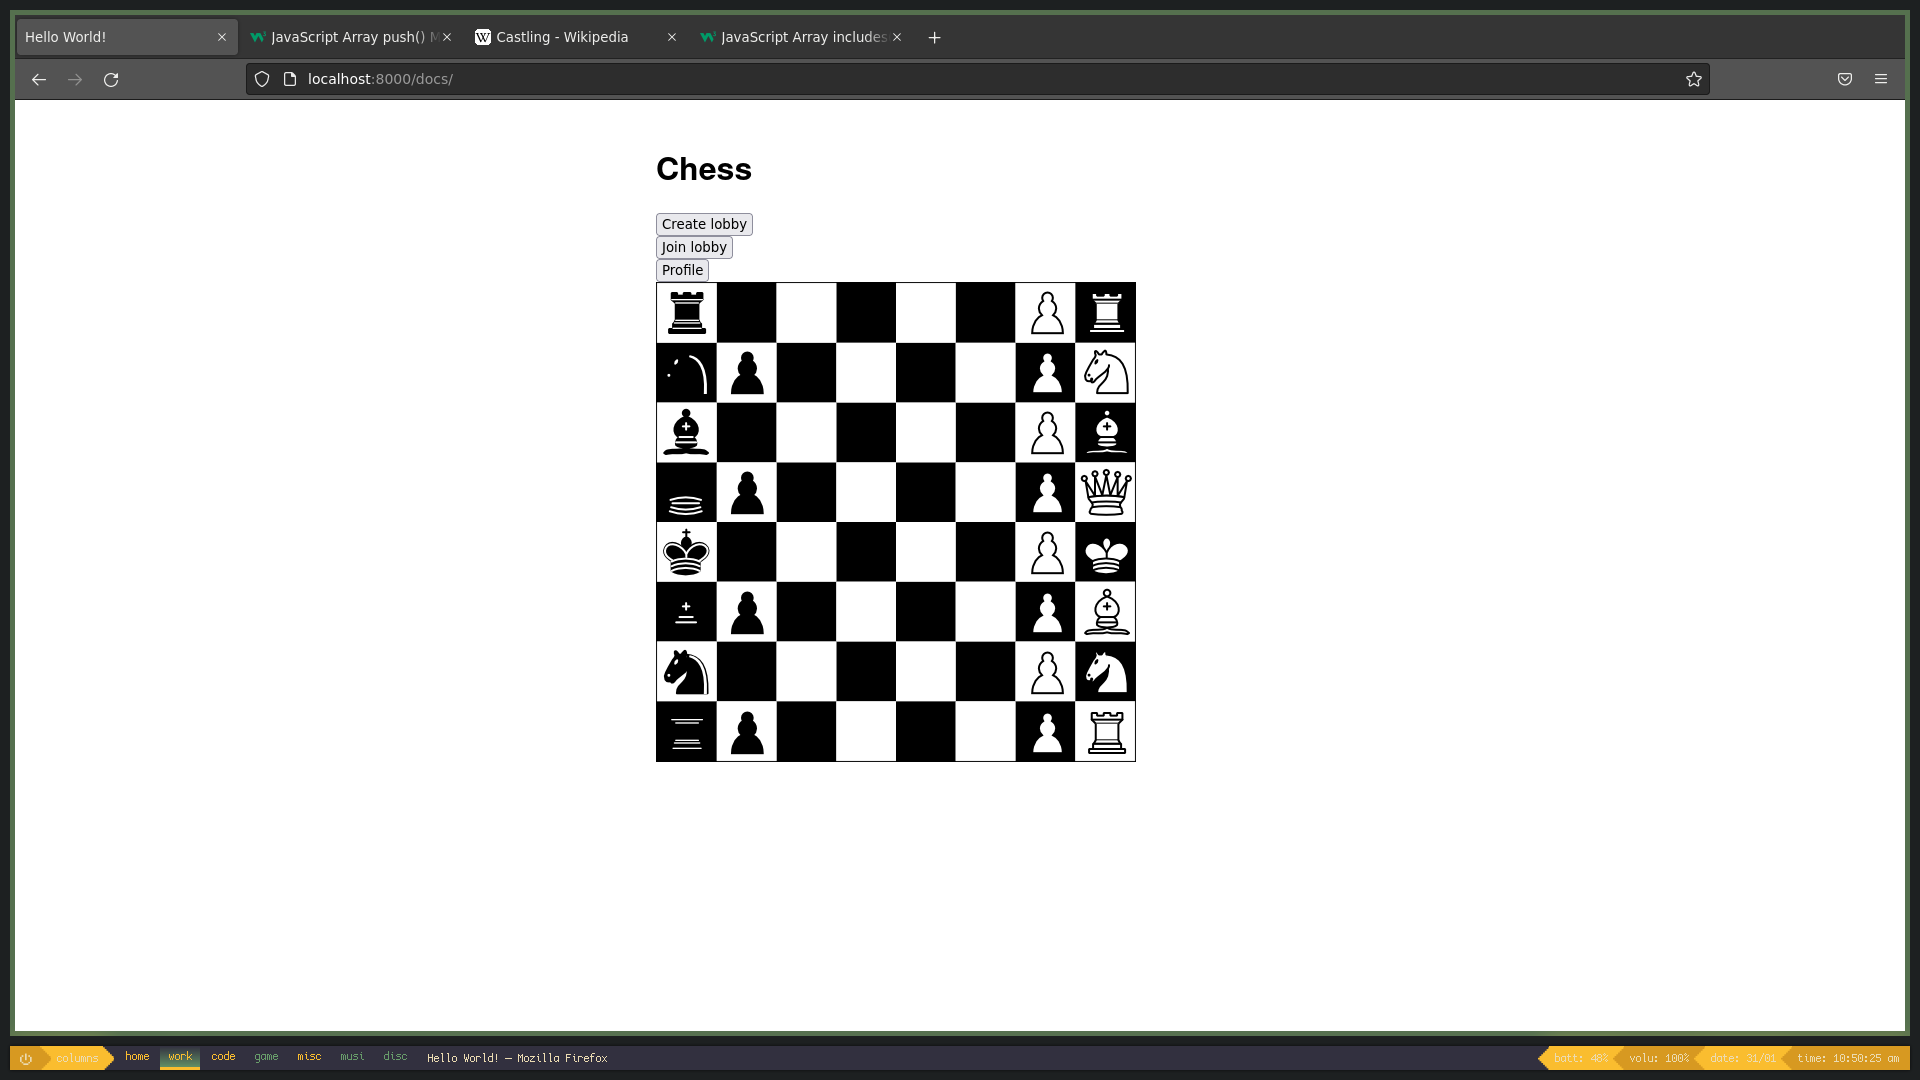 Hello World!
JavaScript Array push() M
Castling - Wikipedia
JavaScript Array includes
localhost:8000/docs/
Chess
Create lobby
Join lobby
Profile
columns home work code game misc musi disc Hello World! — Mozilla Firefox
batt: 48% volu: 100% date: 31/01 time: 10:50:25 am